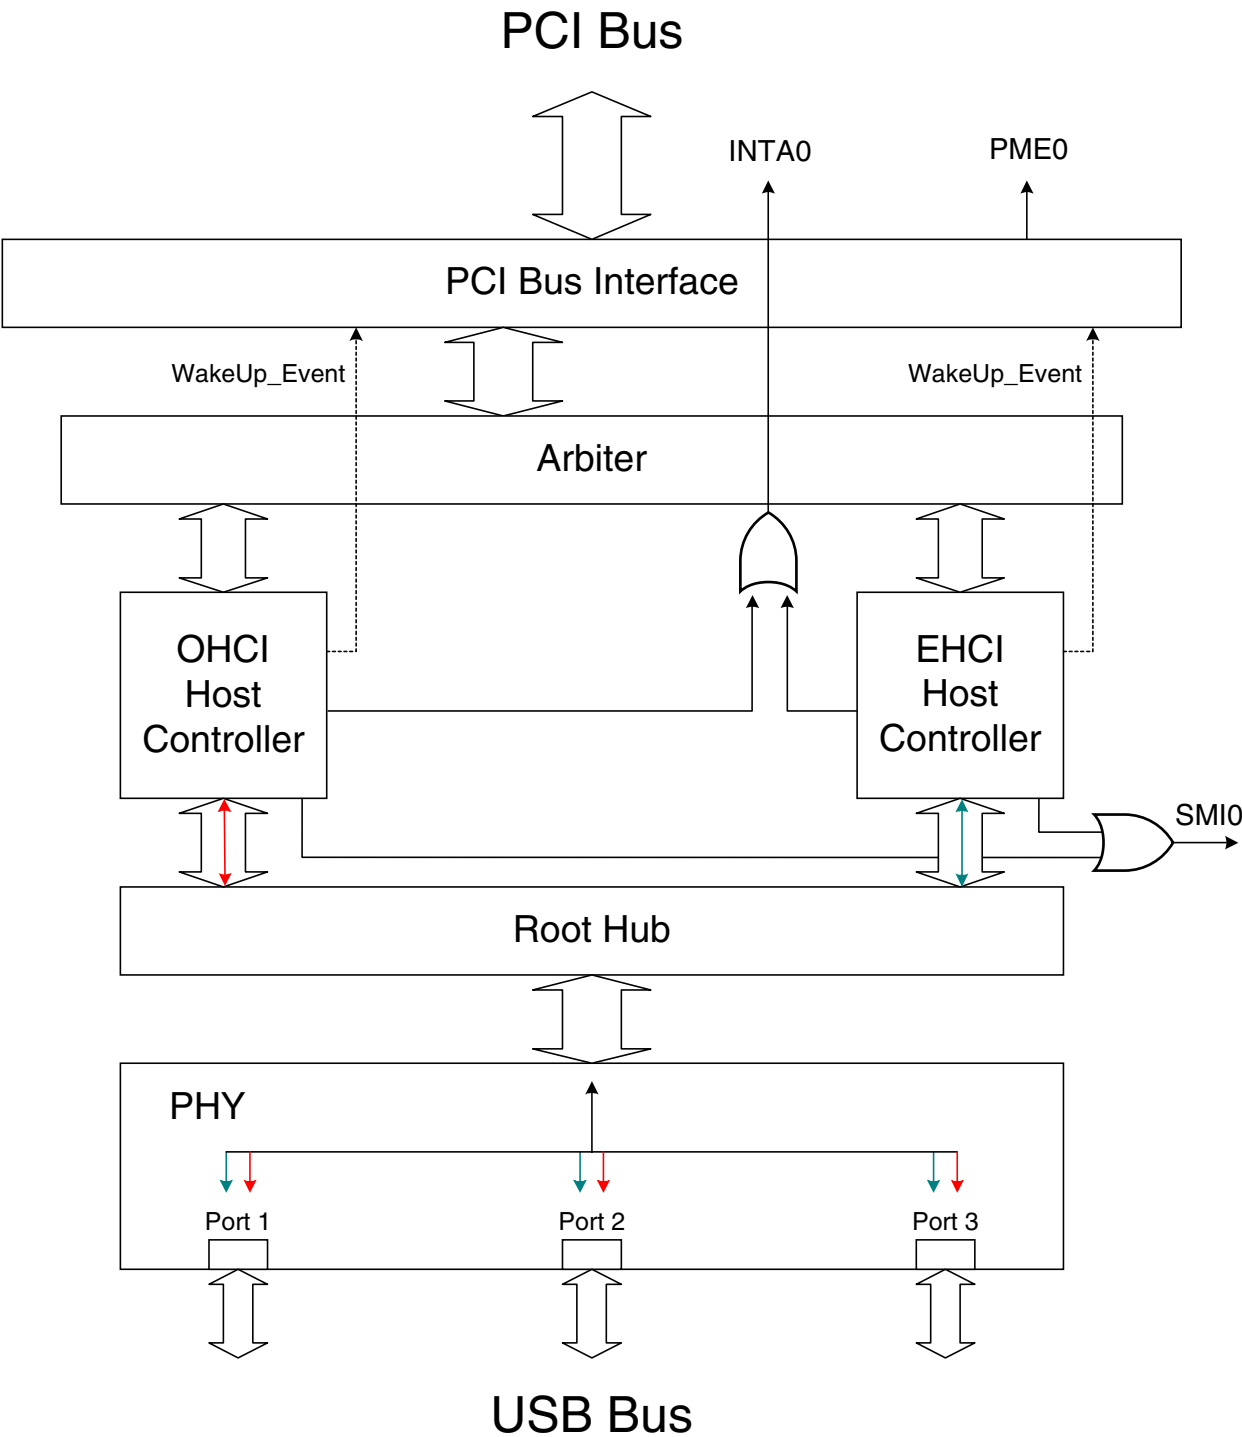 PCI Bus
INTA0
PME0
PCI Bus Interface
WakeUp_Event
WakeUp_Event
Arbiter
OHCI
Host
Controller
EHCI
Host
Controller
SMI0
Root Hub
PHY
Port 1
Port 2
Port 3
USB Bus